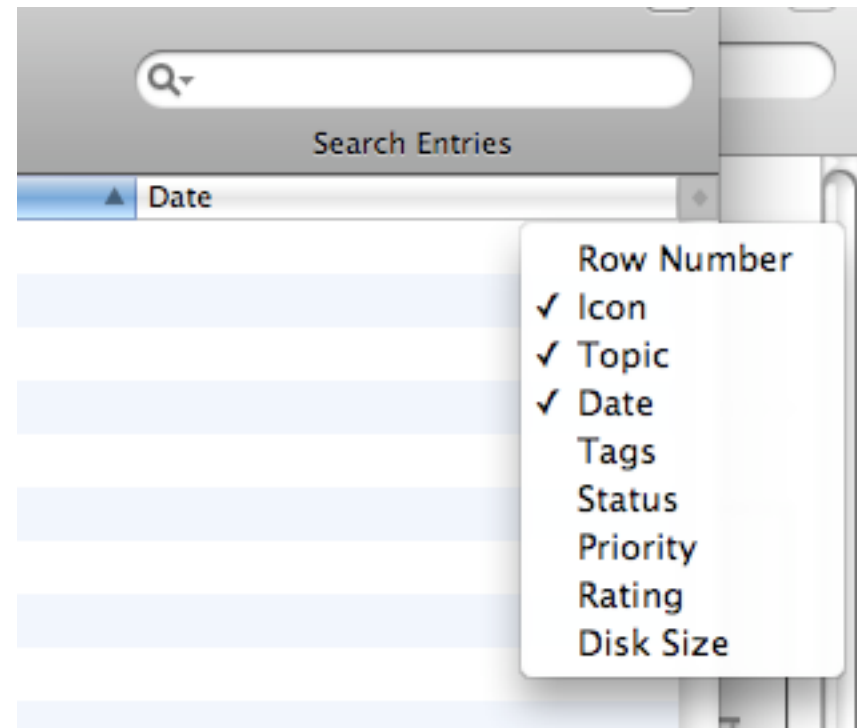 Search Entries
Date
Row Number
✓ Icon
✓ Topic
✓ Date
Tags
Status
Priority
Rating
Disk Size